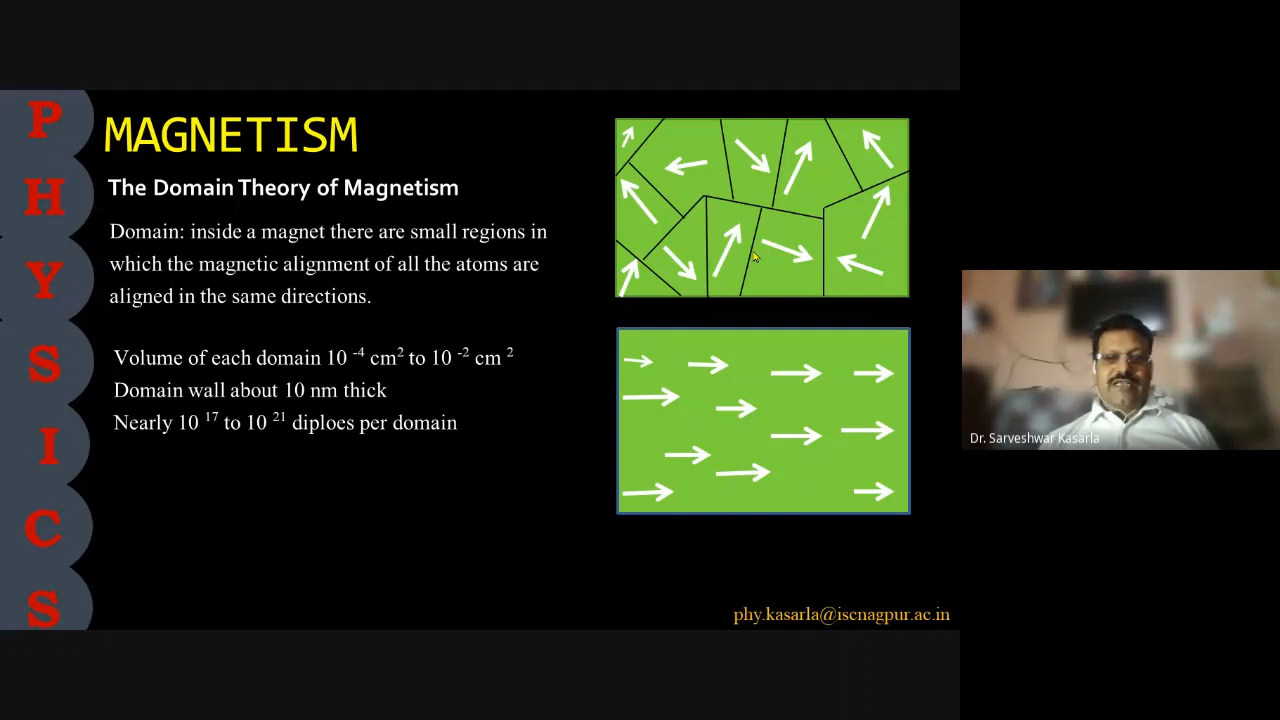 PHYSICS
MAGNETISM
The Domain Theory of Magnetism
Domain: inside a magnet there are small regions in
which the magnetic alignment of all the atoms are
aligned in the same directions.
Volume of each domain 10 -4 cm2 to 10 -2 cm 2
Domain wall about 10 nm thick
Nearly 10 17 to 10 21 diploes per domain
phy.kasarla@iscnagpur.ac.in
Dr. Sarveshwar Kasarla